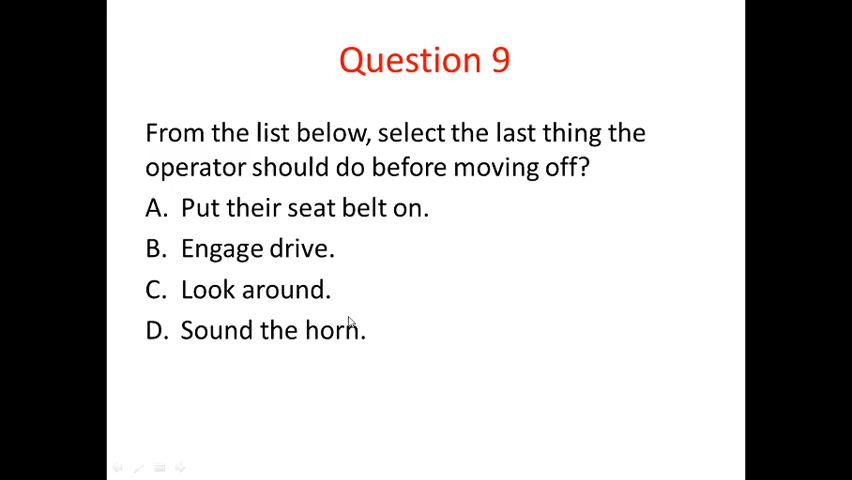 Question 9
From the list below, select the last thing the
operator should do before moving off?
A. Put their seat belt on.
B. Engage drive.
C. Look around.
D. Sound the horn.